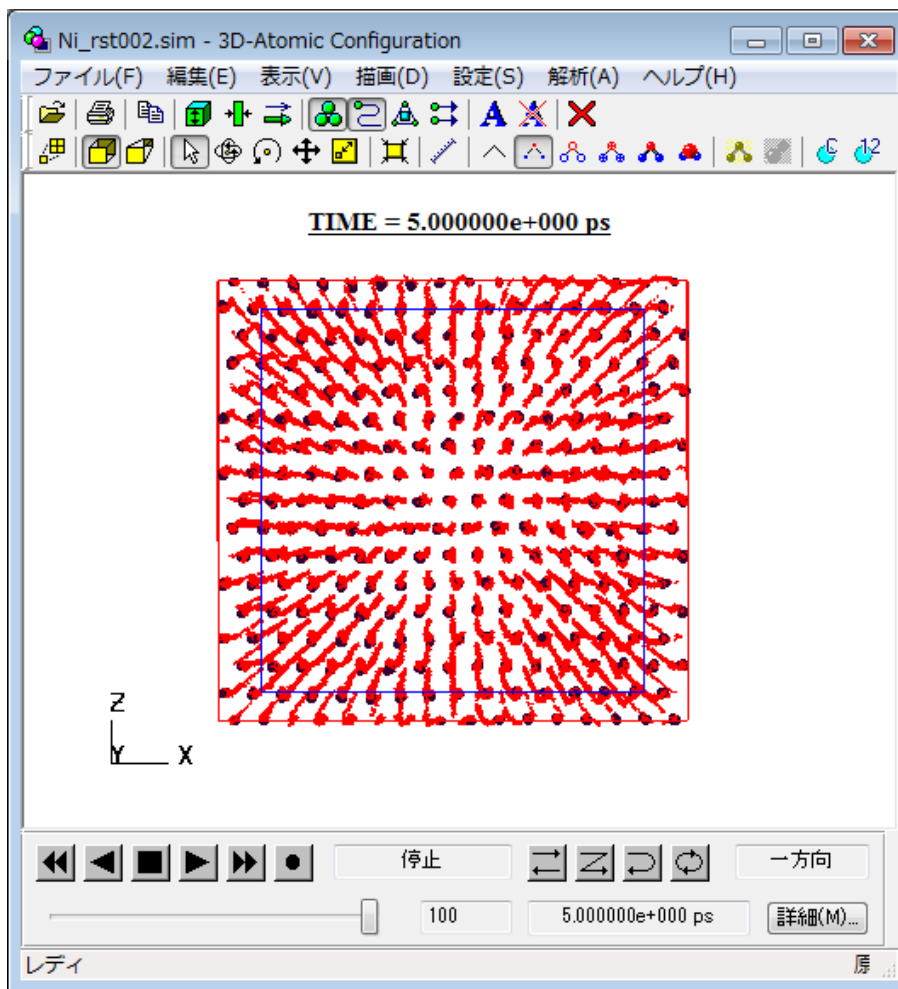 Ni_rst002.sim - 3D-Atomic Configuration
ファイル(F) 編集(E) 表示(V) 描画(D) 設定(S) 解析(A) ヘルプ(H)
A
C 12
TIME = 5.000000e+000 ps
Z
Y X
停止 一方向
100 5.000000e+000 ps 詳細(M)...
レディ 原